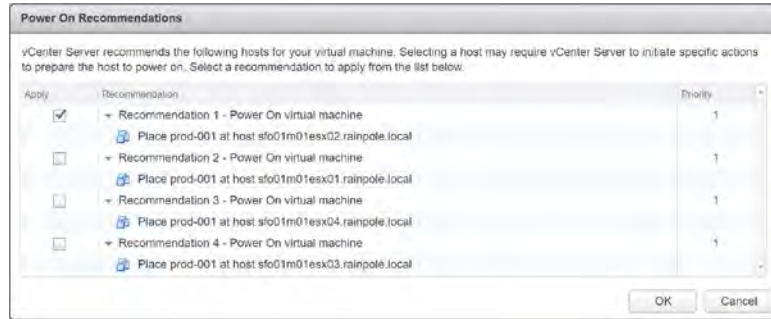 Power On Recommendations
vCenter Server recommends the following hosts for your virtual machine. Selecting a host may require vCenter Server to initiate specific actions
to prepare the host to power on. Select a recommendation to apply from the list below.
Apply Recommendation Priority
Recommendation 1 - Power On virtual machine 1
Place prod-001 at host sfo01m01esx02.rainpole.local
Recommendation 2 - Power On virtual machine 1
Place prod-001 at host sfo01m01esx01.rainpole.local
Recommendation 3 - Power On virtual machine 1
Place prod-001 at host sfo01m01esx04.rainpole.local
Recommendation 4 - Power On virtual machine 1
Place prod-001 at host sfo01m01esx03.rainpole.local
OK Cancel